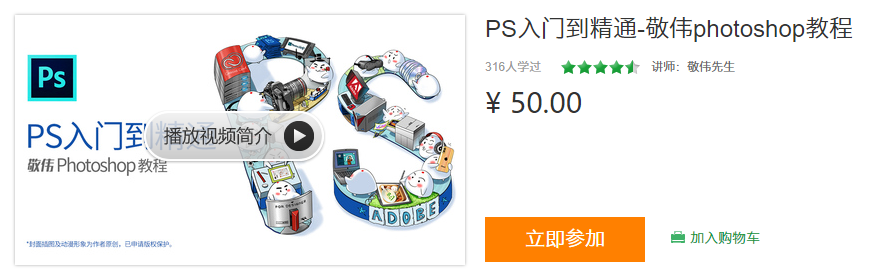 PS入门到精通-敬伟photoshop教程
316人学过
讲师：敬伟先生
¥ 50.00
立即参加
加入购物车
Ps
PS入门到精通
播放视频简介
敬伟 Photoshop 教程
FOR DESIGNER
ADOBE
*封面插图及动漫形象为作者原创，已申请版权保护。